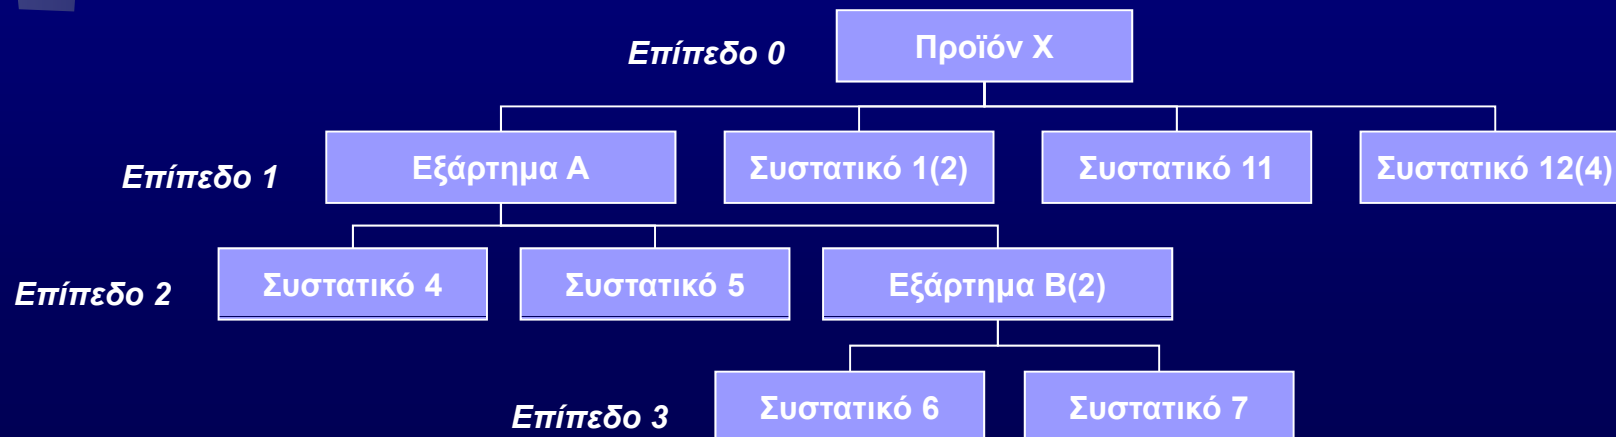 Επίπεδο 0
Προϊόν Χ
Επίπεδο 1
Εξάρτημα Α
Συστατικό 1(2)
Συστατικό 11
Συστατικό 12(4)
Επίπεδο 2
Συστατικό 4
Συστατικό 5
Εξάρτημα Β(2)
Επίπεδο 3
Συστατικό 6
Συστατικό 7